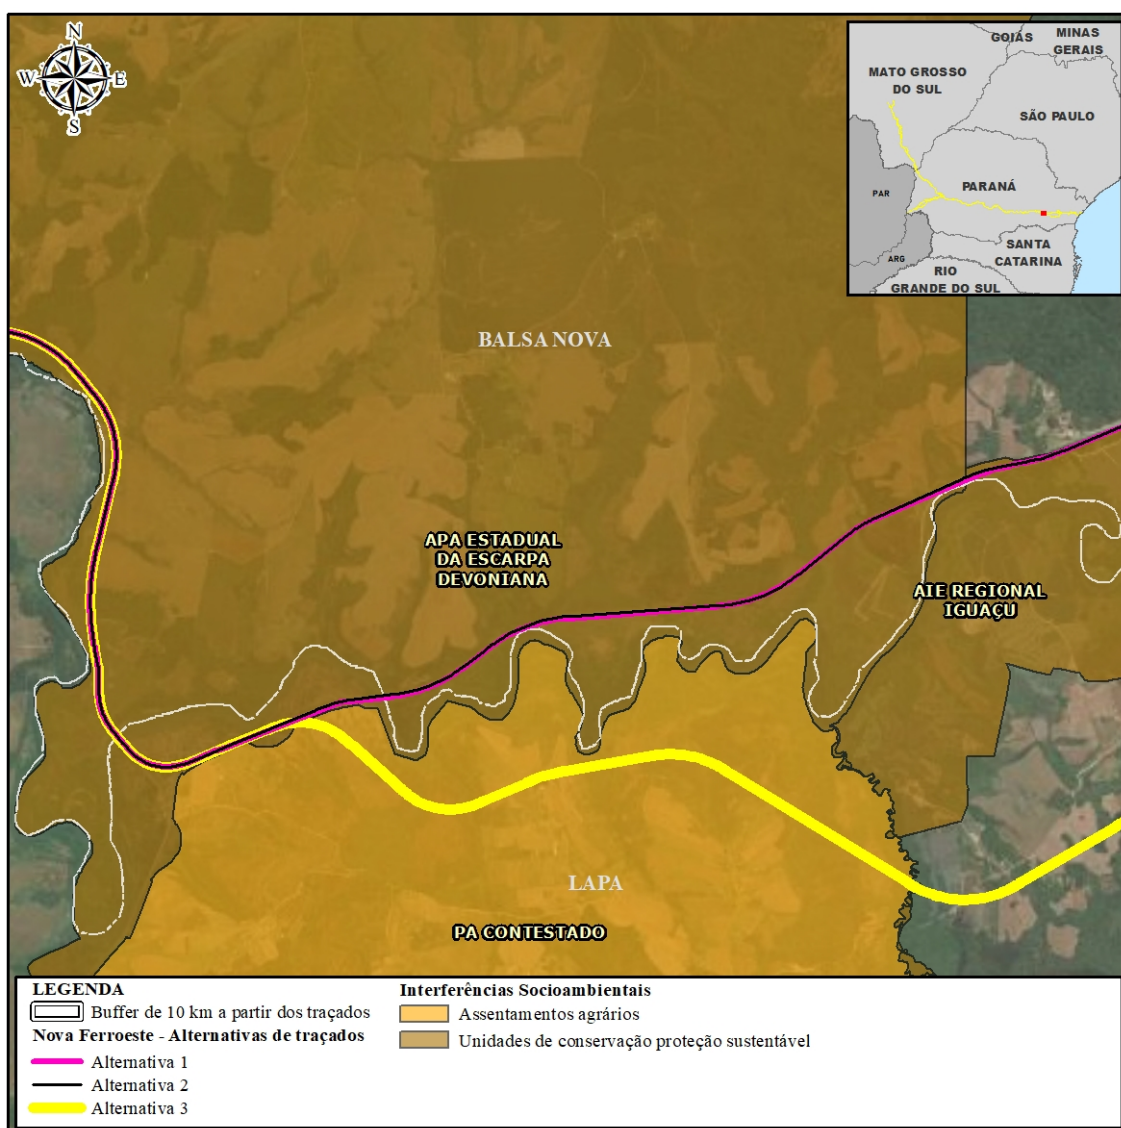 N
W
E
S
GOIÁS
MINAS
GERAIS
MATO GROSSO
DO SUL
SÃO PAULO
PAR
PARANÁ
SANTA
CATARINA
ARG
RIO
GRANDE DO SUL
BALSA NOVA
APA ESTADUAL
DA ESCARPA
DEVONIANA
AIE REGIONAL
IGUAÇU
LAPA
PA CONTESTADO
LEGENDA
Buffer de 10 km a partir dos traçados
Nova Ferroeste - Alternativas de traçados
Alternativa 1
Alternativa 2
Alternativa 3
Interferências Socioambientais
Assentamentos agrários
Unidades de conservação proteção sustentável